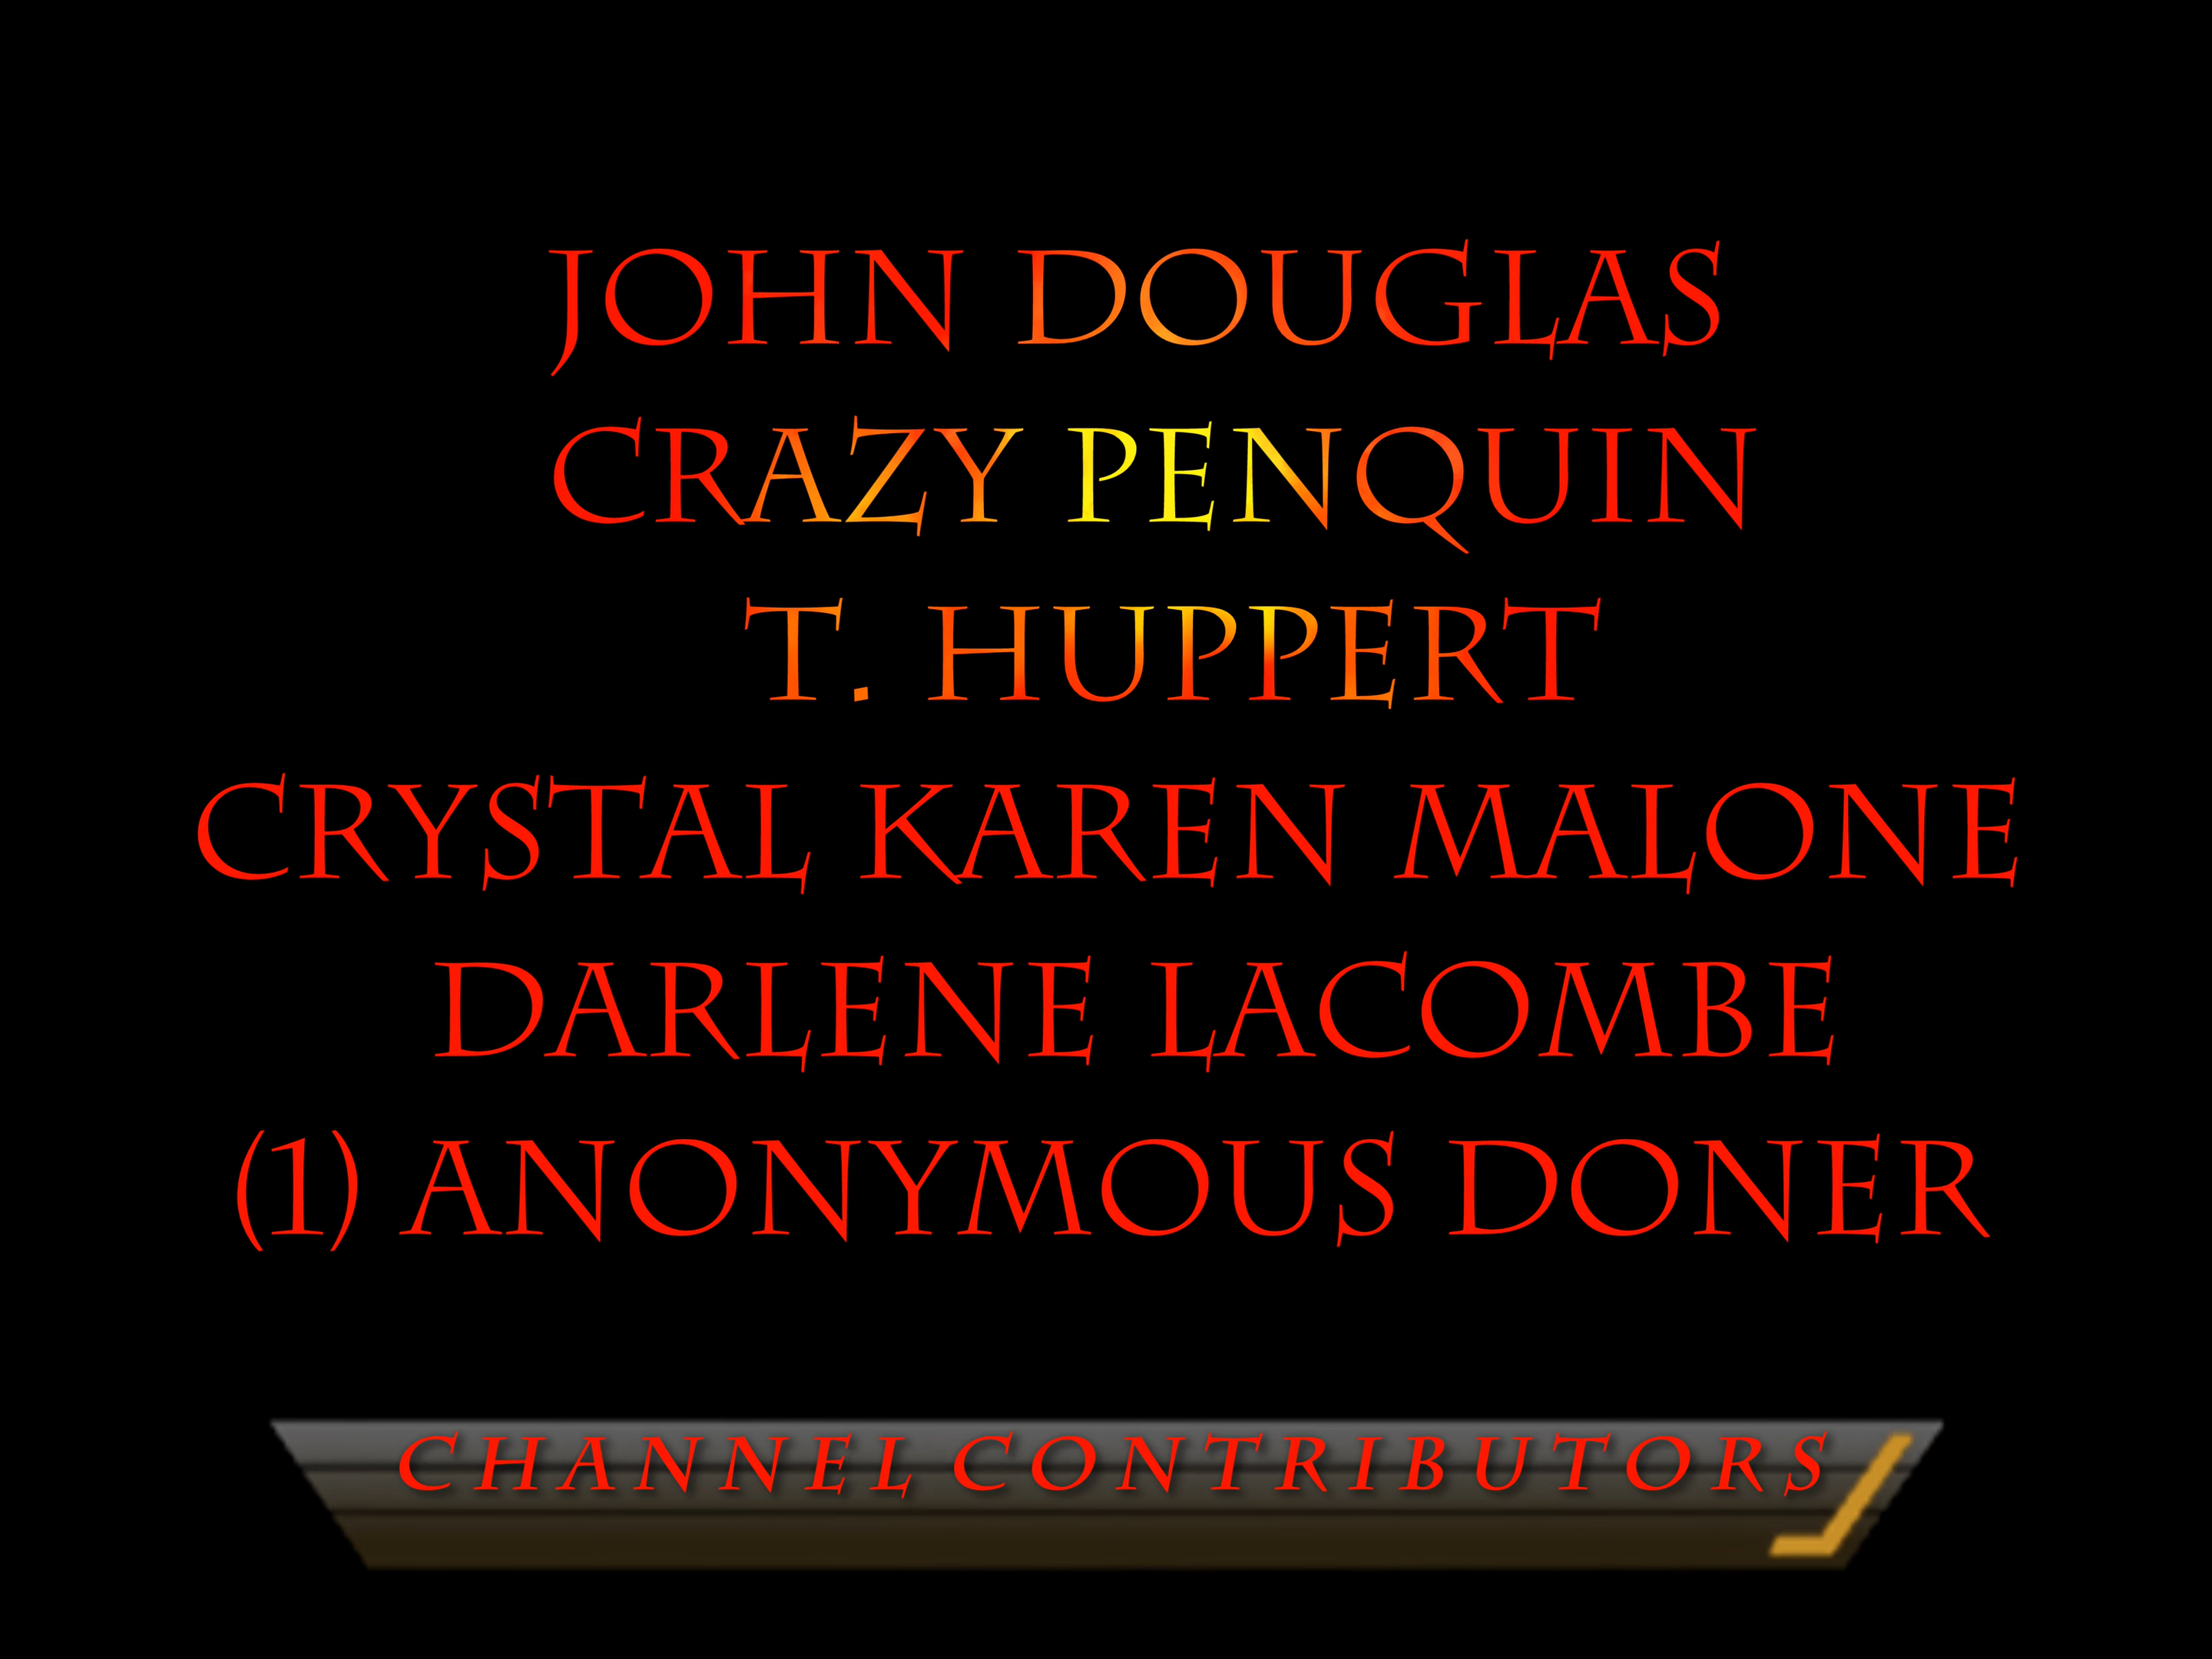 JOHN DOUGLAS
CRAZY PENQUIN
T. HUPPERT
CRYSTAL KAREN MALONE
DARLENE LACOMBE
(1) ANONYMOUS DONER
CHANNEL CONTRIBUTORS